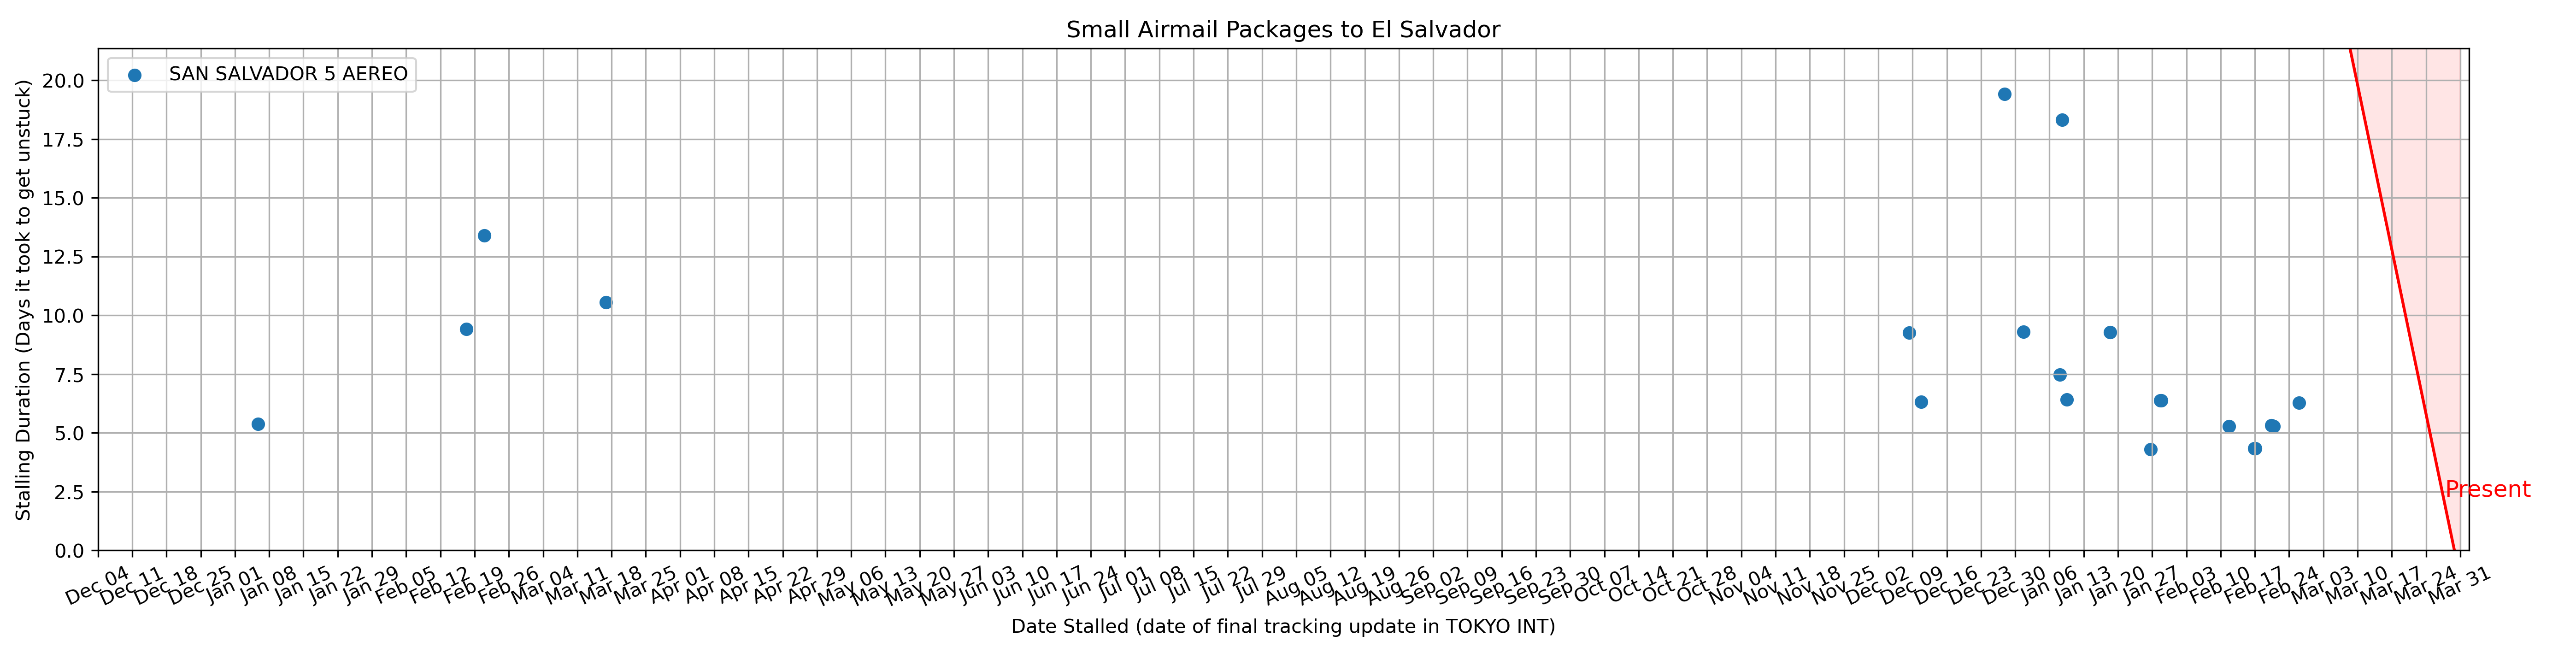 Small Airmail Packages to El Salvador
SAN SALVADOR 5 AEREO
Stalling Duration (Days it took to get unstuck)
20.0
17.5
15.0
12.5
10.0
7.5
5.0
2.5
0.0
Present
Dec 04
Dec 11
Dec 18
Dec 25
Jan 01
Jan 08
Jan 15
Jan 22
Jan 29
Feb 05
Feb 12
Feb 19
Feb 26
Mar 04
Mar 11
Mar 18
Mar 25
Apr 01
Apr 08
Apr 15
Apr 22
Apr 29
May 06
May 13
May 20
May 27
Jun 03
Jun 10
Jun 17
Jun 24
Jul 01
Jul 08
Jul 15
Jul 22
Jul 29
Aug 05
Aug 12
Aug 19
Aug 26
Sep 02
Sep 09
Sep 16
Sep 23
Sep 30
Oct 07
Oct 14
Oct 21
Oct 28
Nov 04
Nov 11
Nov 18
Nov 25
Dec 02
Dec 09
Dec 16
Dec 23
Dec 30
Jan 06
Jan 13
Jan 20
Jan 27
Feb 03
Feb 10
Feb 17
Feb 24
Mar 03
Mar 10
Mar 17
Mar 24
Mar 31
Date Stalled (date of final tracking update in TOKYO INT)